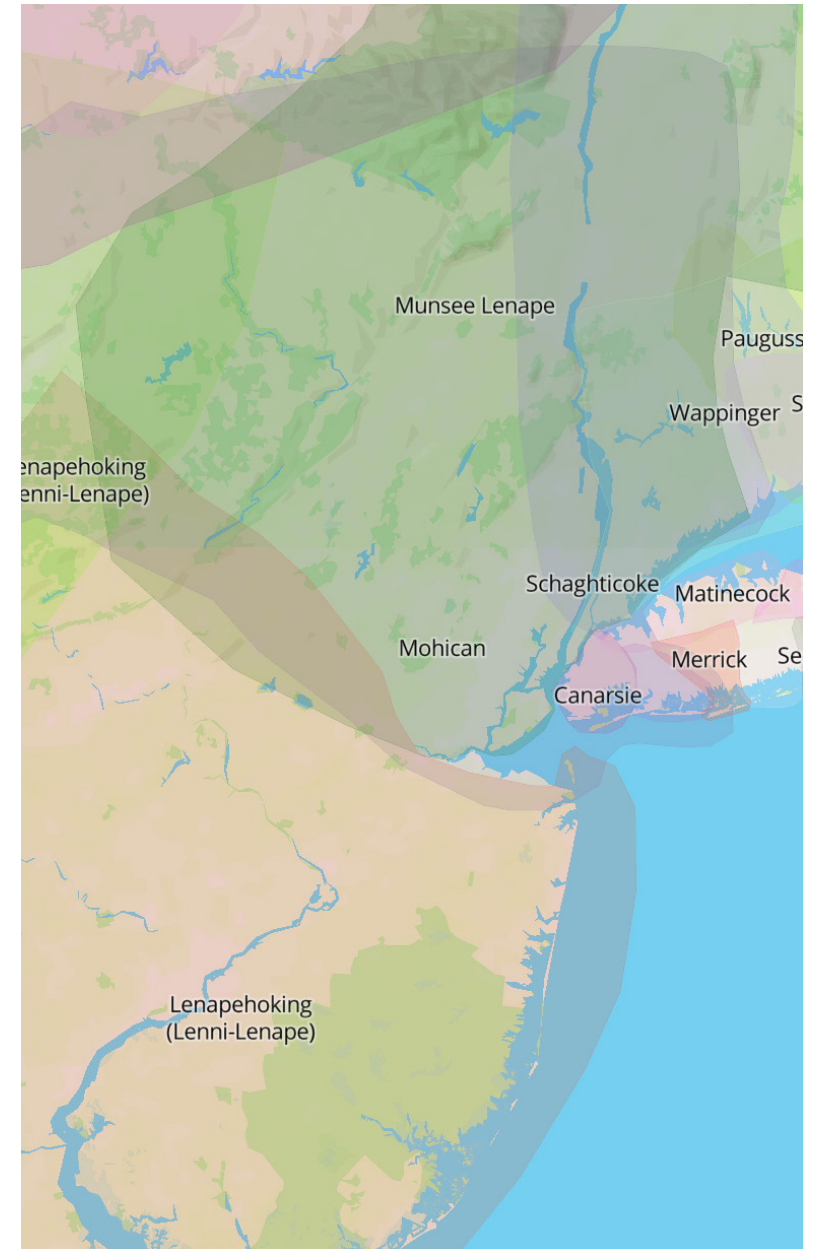 Munsee Lenape
Pauguss
Wappinger
S
enapehoking
enni-Lenape)
Schaghticoke
Matinecock
Mohican
Merrick
Se
Canarsie
Lenapehoking
(Lenni-Lenape)